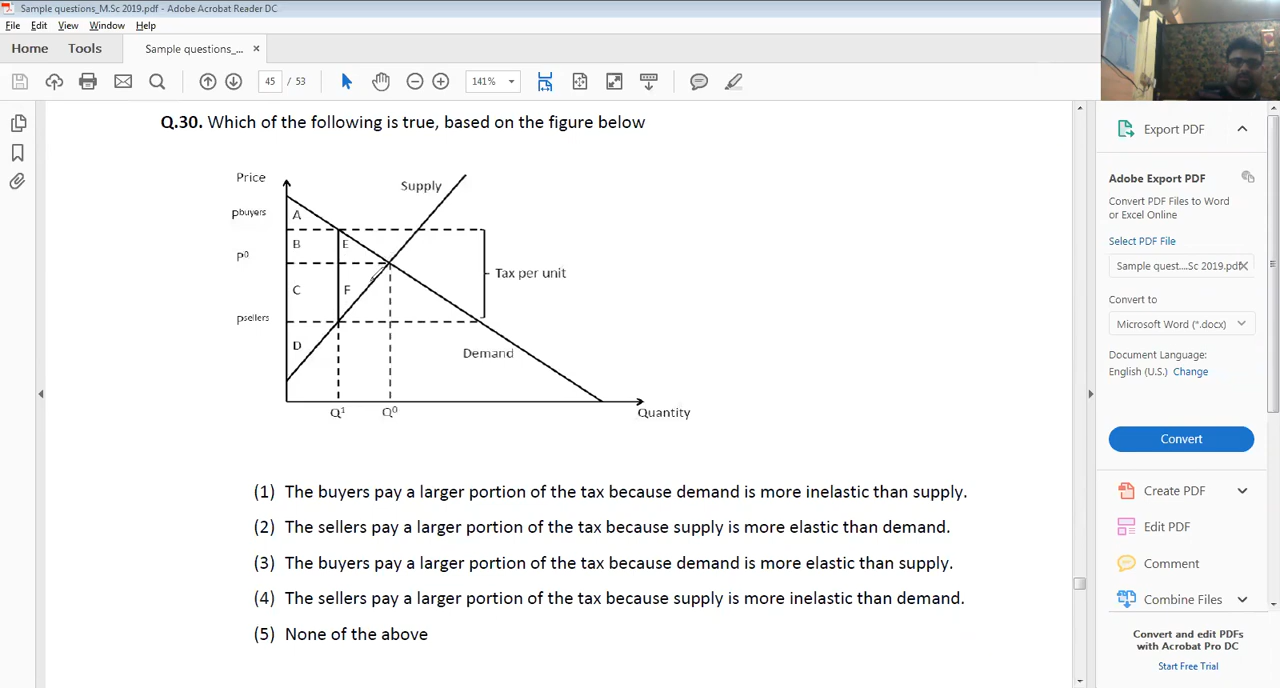 Sample questions_M.Sc 2019.pdf - Adobe Acrobat Reader DC
File Edit View Window Help
Home Tools Sample questions_... ×
45 / 53 141%
Q.30. Which of the following is true, based on the figure below
Price
Supply
A
pbuyers
B E
P0
Tax per unit
C F
psellers
D
Demand
Q1 Q0 Quantity
(1) The buyers pay a larger portion of the tax because demand is more inelastic than supply.
(2) The sellers pay a larger portion of the tax because supply is more elastic than demand.
(3) The buyers pay a larger portion of the tax because demand is more elastic than supply.
(4) The sellers pay a larger portion of the tax because supply is more inelastic than demand.
(5) None of the above
Export PDF
Adobe Export PDF
Convert PDF Files to Word
or Excel Online
Select PDF File
Sample quest....Sc 2019.pdf
Convert to
Microsoft Word (*.docx)
Document Language:
English (U.S.) Change
Convert
Create PDF
Edit PDF
Comment
Combine Files
Convert and edit PDFs
with Acrobat Pro DC
Start Free Trial